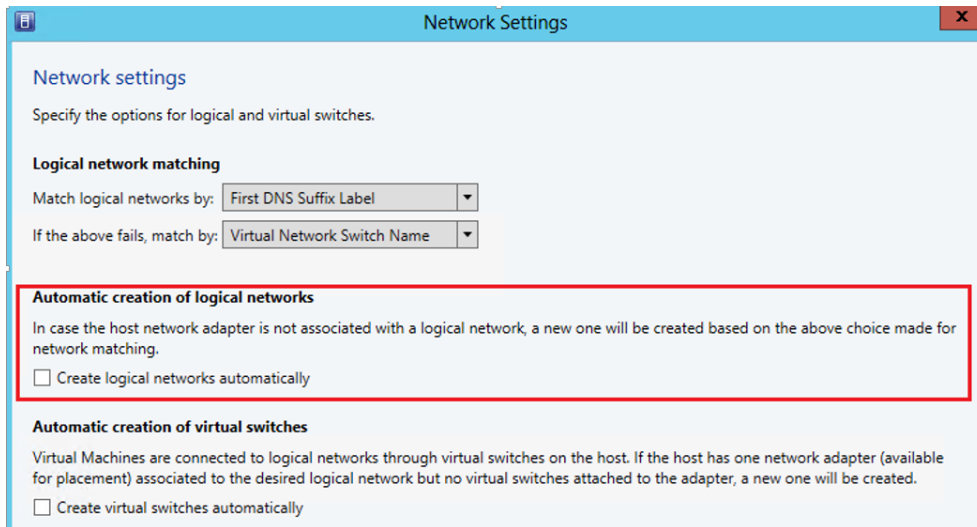 Network Settings
x
Network settings
Specify the options for logical and virtual switches.
Logical network matching
Match logical networks by: First DNS Suffix Label
If the above fails, match by: Virtual Network Switch Name
Automatic creation of logical networks
In case the host network adapter is not associated with a logical network, a new one will be created based on the above choice made for
network matching.
Create logical networks automatically
Automatic creation of virtual switches
Virtual Machines are connected to logical networks through virtual switches on the host. If the host has one network adapter (available
for placement) associated to the desired logical network but no virtual switches attached to the adapter, a new one will be created.
Create virtual switches automatically